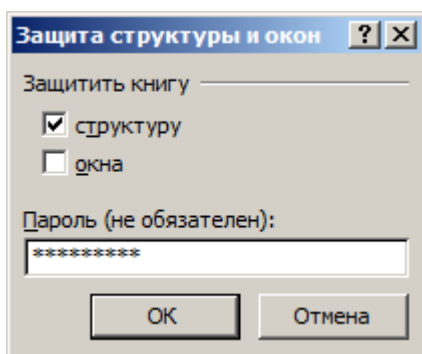 Защита структуры и окон
Защитить книгу
структуру
окна
Пароль (не обязателен):
*********
ОК Отмена